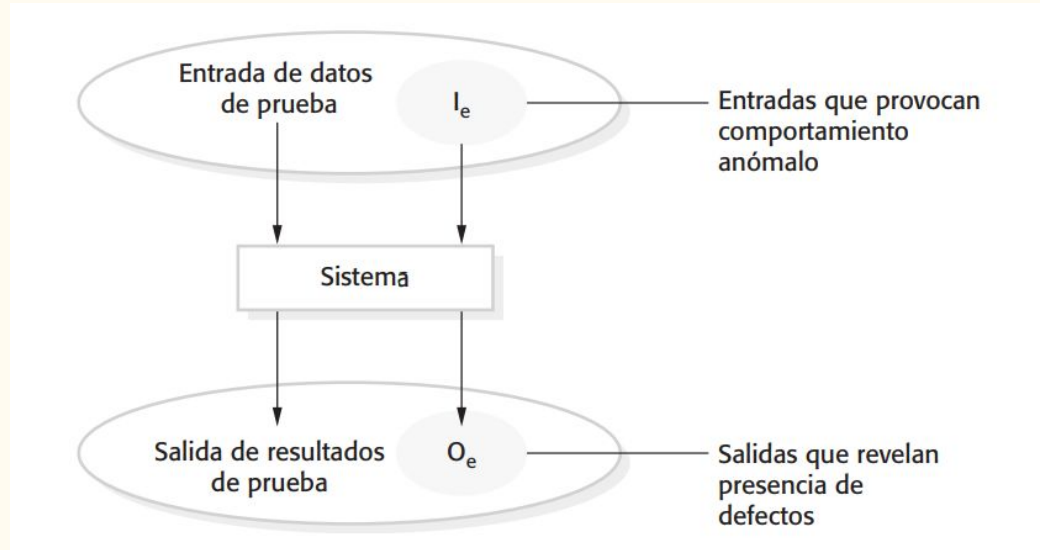 Entrada de datos
de prueba
Iₑ
Entradas que provocan
comportamiento
anómalo
Sistema
Salida de resultados
de prueba
Oₑ
Salidas que revelan
presencia de
defectos